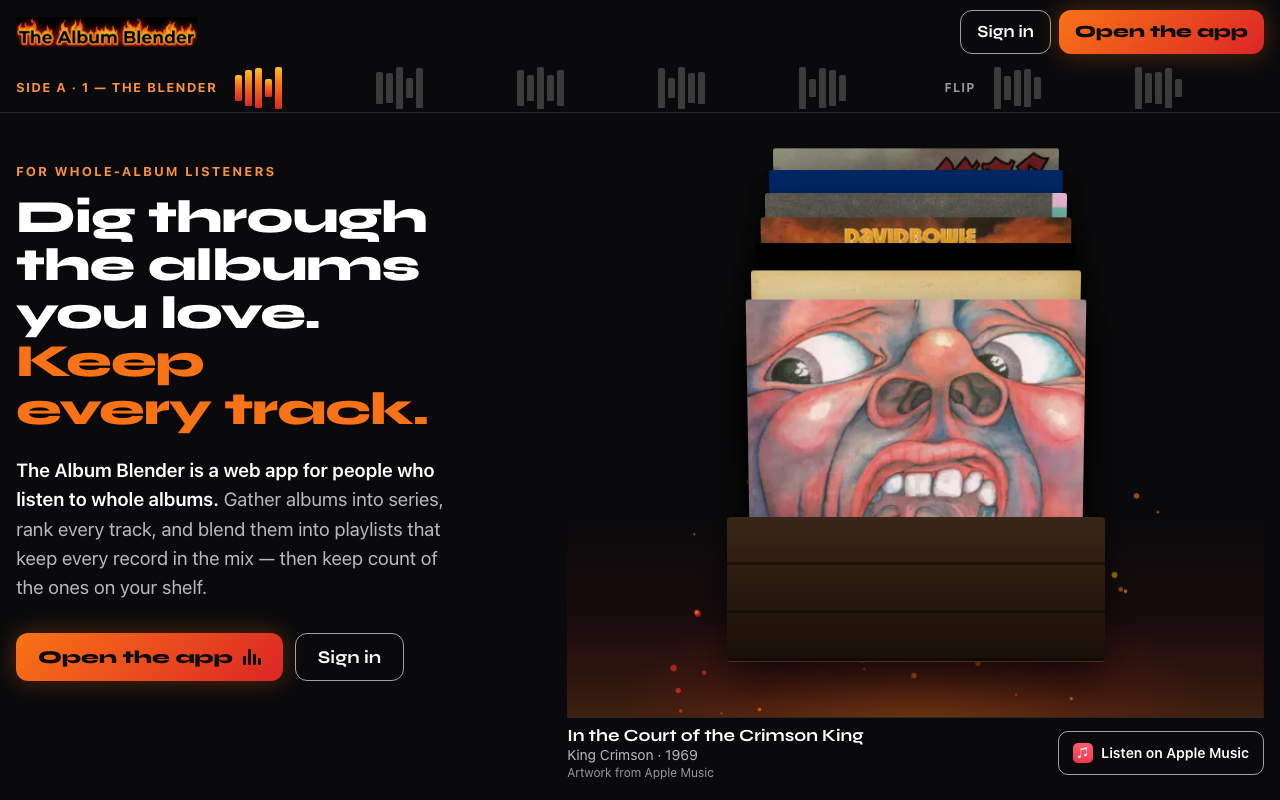 The Album Blender
Sign in
Open the app
SIDE A · 1 — THE BLENDER
FLIP
FOR WHOLE-ALBUM LISTENERS
Dig through
the albums
you love.
Keep
every track.
The Album Blender is a web app for people who
listen to whole albums. Gather albums into series,
rank every track, and blend them into playlists that
keep every record in the mix — then keep count of
the ones on your shelf.
Open the app
Sign in
DAVID BOWIE
In the Court of the Crimson King
King Crimson · 1969
Artwork from Apple Music
Listen on Apple Music